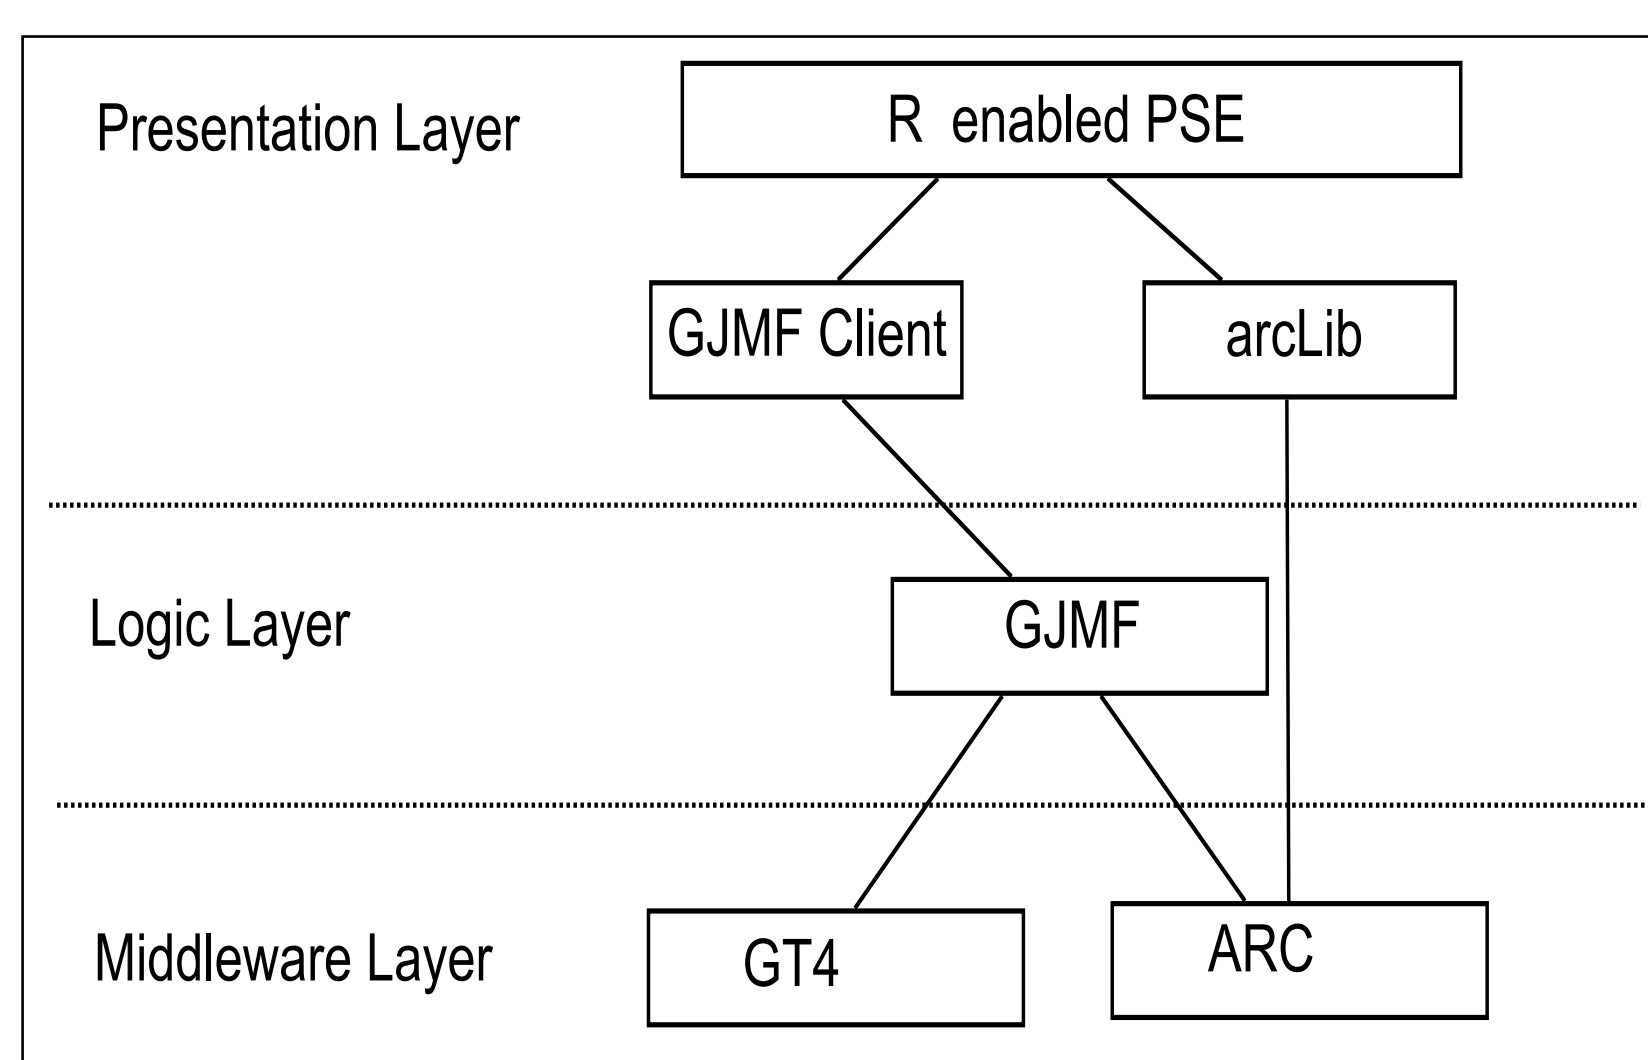 Presentation Layer
R enabled PSE
GJMF Client
arcLib
Logic Layer
GJMF
Middleware Layer
GT4
ARC